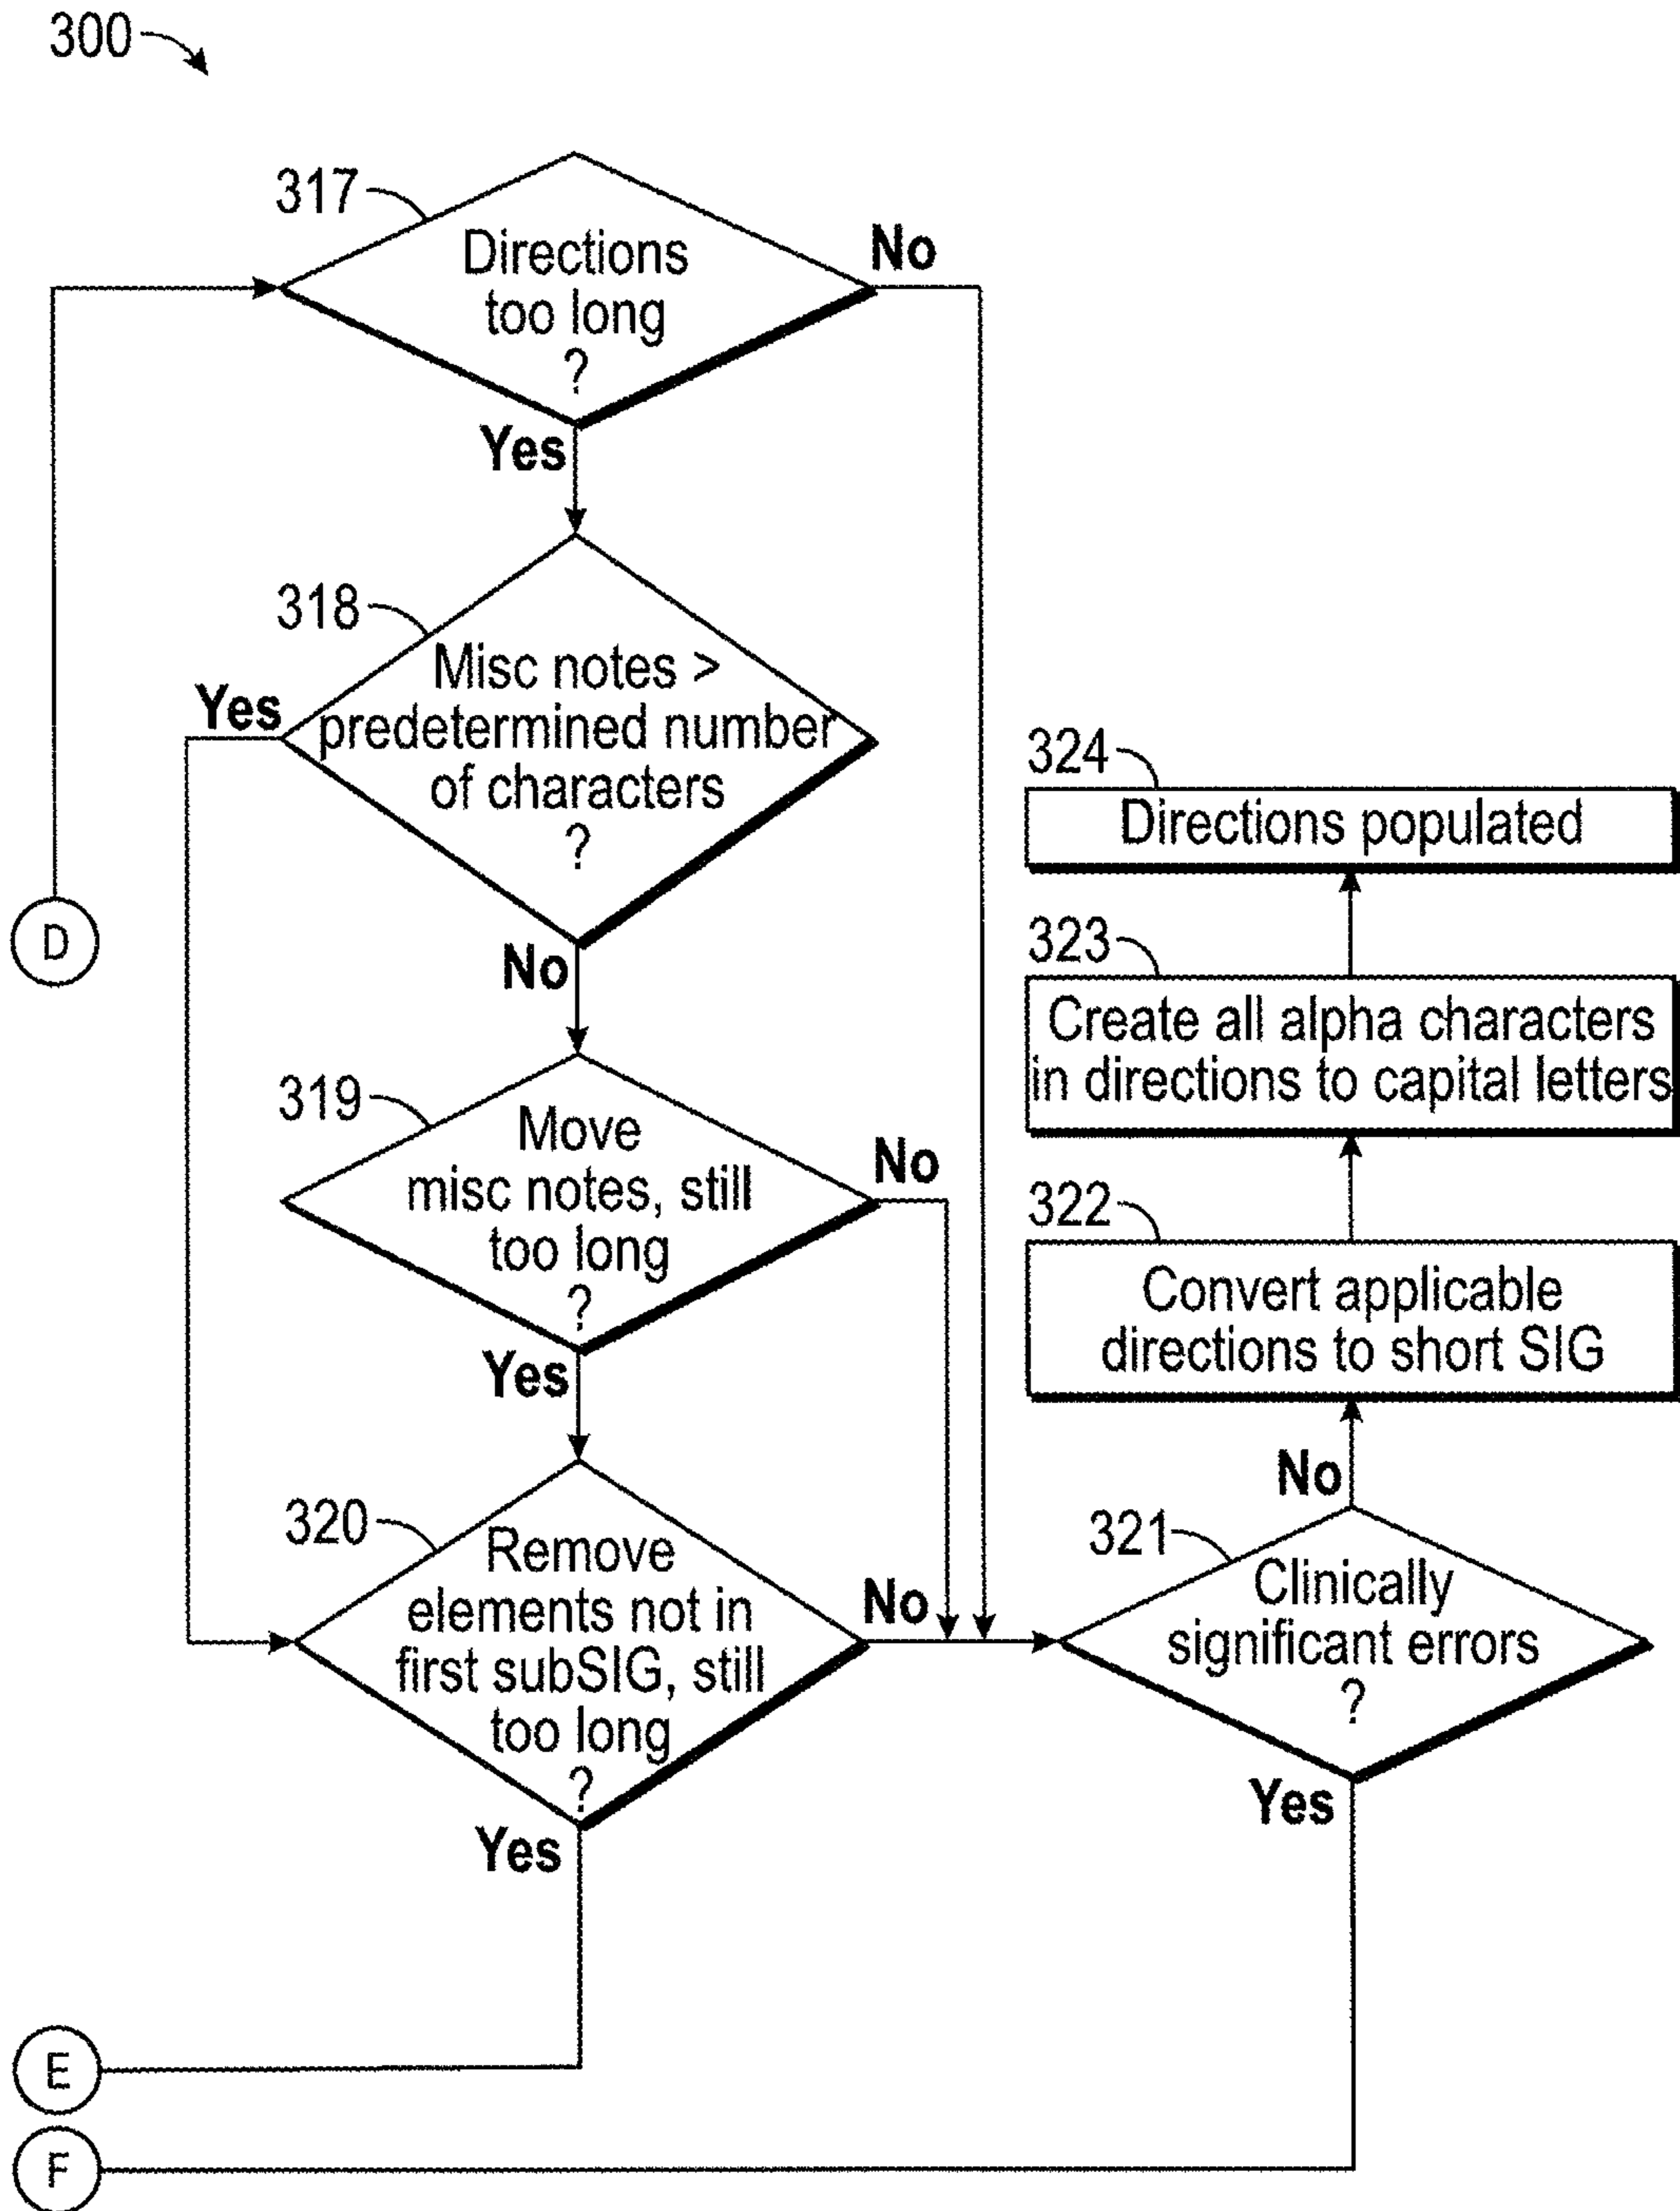 300
317
Directions
too long
?
No
Yes
318
Misc notes >
predetermined number
of characters
?
Yes
No
D
319
Move
misc notes, still
too long
?
No
Yes
320
Remove
elements not in
first subSIG, still
too long
?
No
Yes
324
Directions populated
323
Create all alpha characters
in directions to capital letters
322
Convert applicable
directions to short SIG
No
321
Clinically
significant errors
?
Yes
E
F